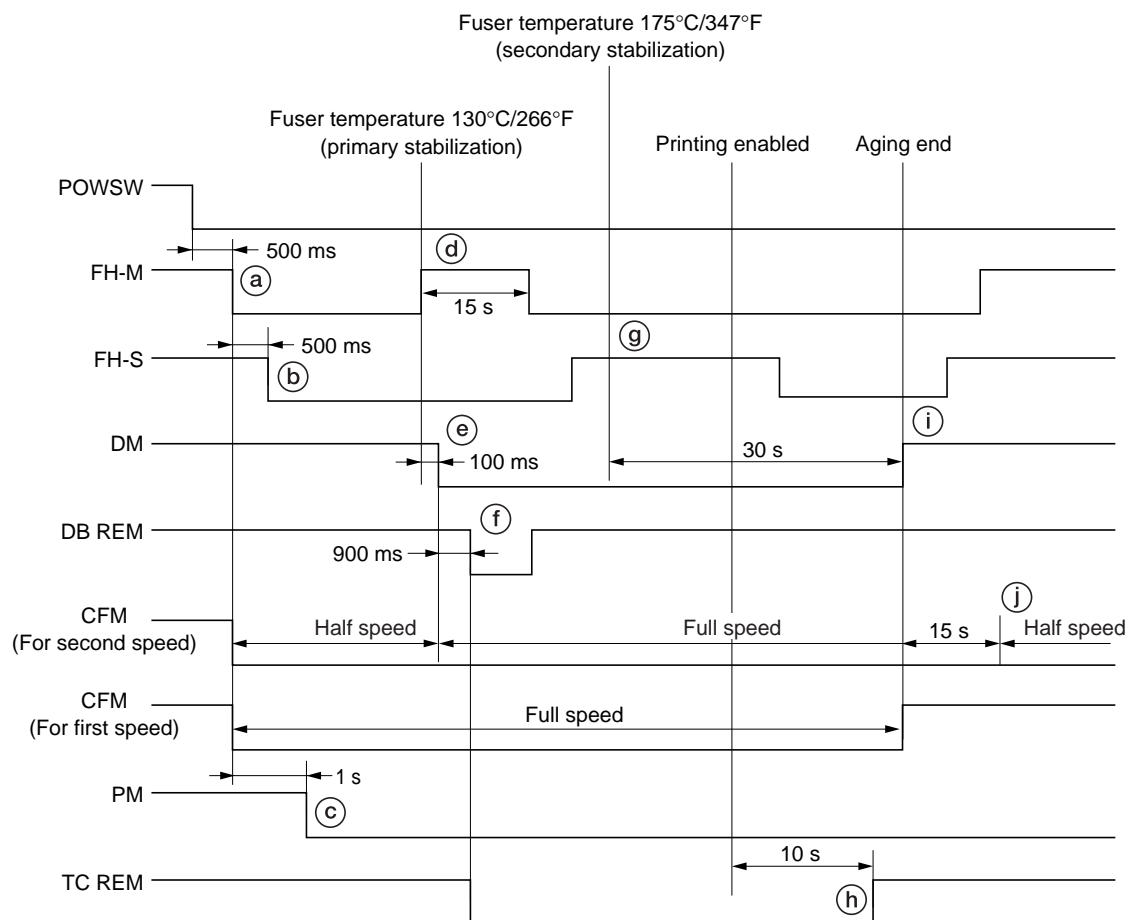 Fuser temperature 175°C/347°F
(secondary stabilization)
Fuser temperature 130°C/266°F
(primary stabilization)
Printing enabled
Aging end
POWSW
500 ms
d
FH-M
a
15 s
500 ms
g
FH-S
b
e
i
DM
30 s
100 ms
f
DB REM
900 ms
j
CFM
(For second speed)
Half speed
Full speed
15 s
Half speed
CFM
(For first speed)
Full speed
1 s
PM
c
10 s
TC REM
h